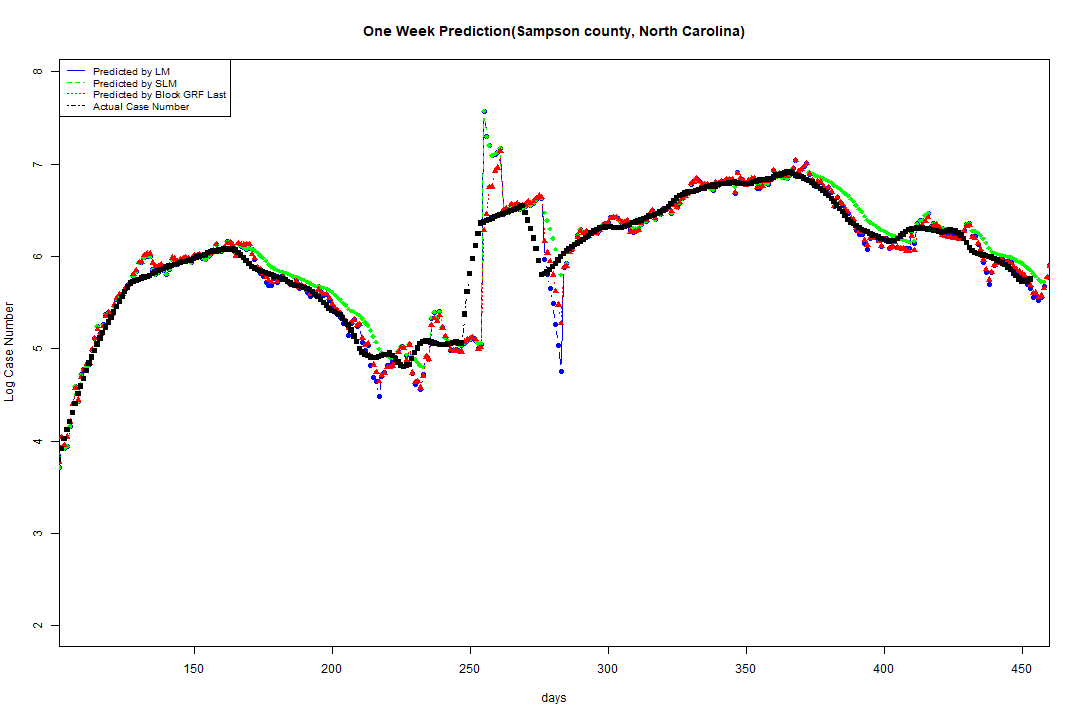 One Week Prediction(Sampson county, North Carolina)
Predicted by LM
Predicted by SLM
Predicted by Block GRF Last
Actual Case Number
8
7
6
5
4
3
2
Log Case Number
150 200 250 300 350 400 450
days